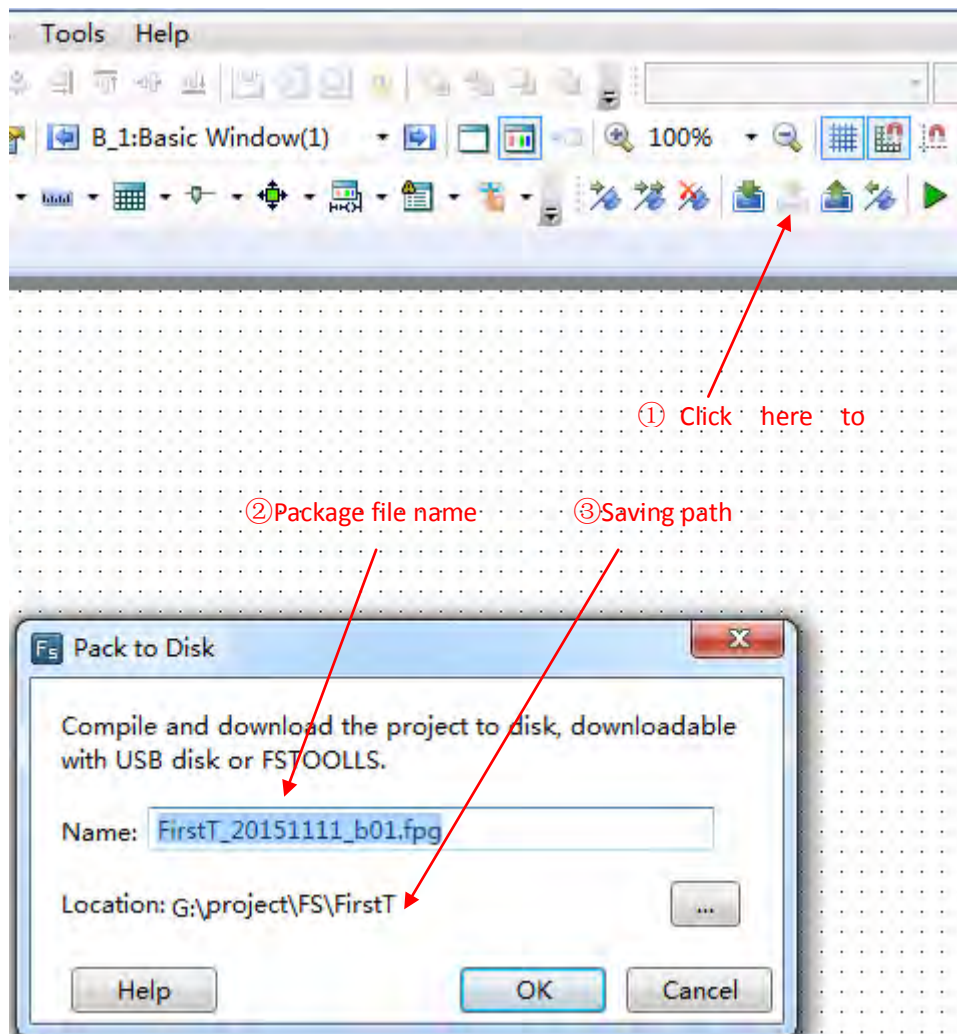 Tools Help
B_1:Basic Window(1) 100%
① Click here to
②Package file name ③Saving path
Fs Pack to Disk
Compile and download the project to disk, downloadable
with USB disk or FSTOOLLS.
Name: FirstT_20151111_b01.fpg
Location: G:\project\FS\FirstT ...
Help OK Cancel